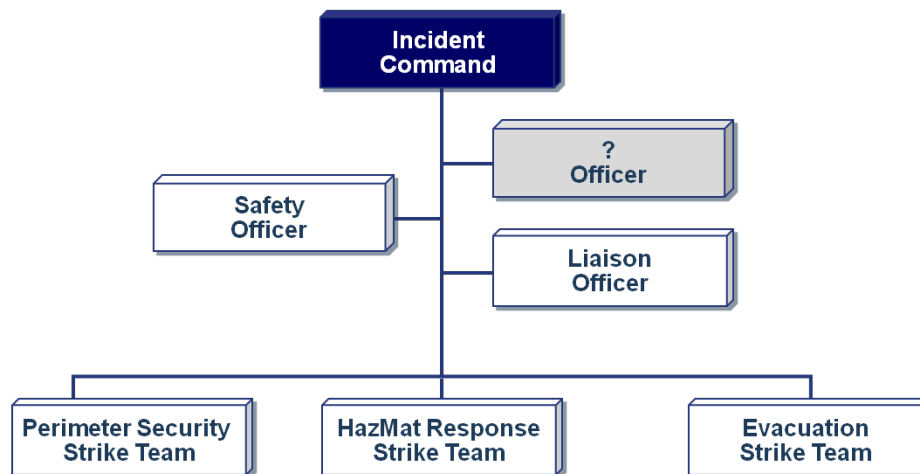 Incident
Command
?
Officer
Safety
Officer
Liaison
Officer
Perimeter Security
Strike Team
HazMat Response
Strike Team
Evacuation
Strike Team